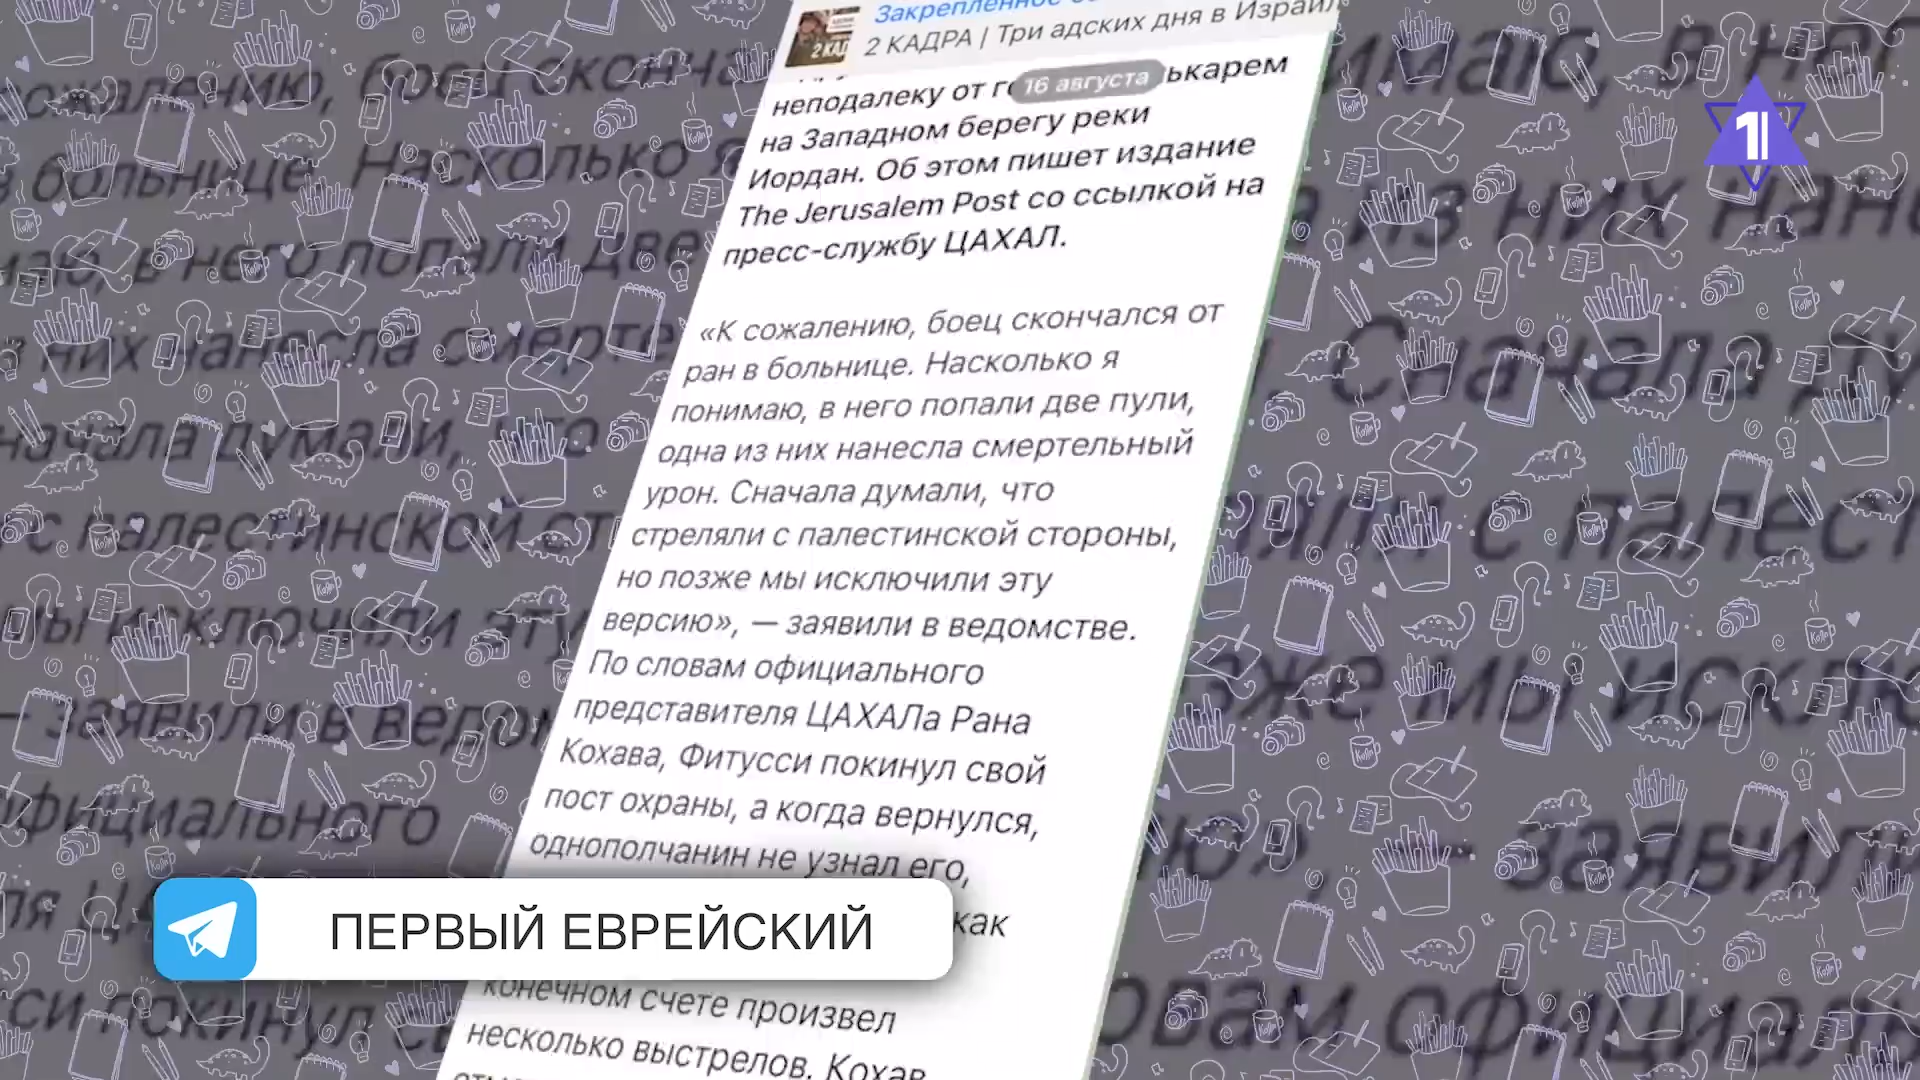 Закрепленное
2 КАДРА | Три адских дня в Израил
16 августа
неподалеку от ькарем
на Западном берегу реки
Иордан. Об этом пишет издание
The Jerusalem Post со ссылкой на
пресс-службу ЦАХАЛ.
«К сожалению, боец скончался от
ран в больнице. Насколько я
понимаю, в него попали две пули,
одна из них нанесла смертельный
урон. Сначала думали, что
стреляли с палестинской стороны,
но позже мы исключили эту
версию», — заявили в ведомстве.
По словам официального
представителя ЦАХАЛа Рана
Кохава, Фитусси покинул свой
пост охраны, а когда вернулся,
однополчанин не узнал его,
как
конечном счете произвел
несколько выстрелов. Кохав
ПЕРВЫЙ ЕВРЕЙСКИЙ
1